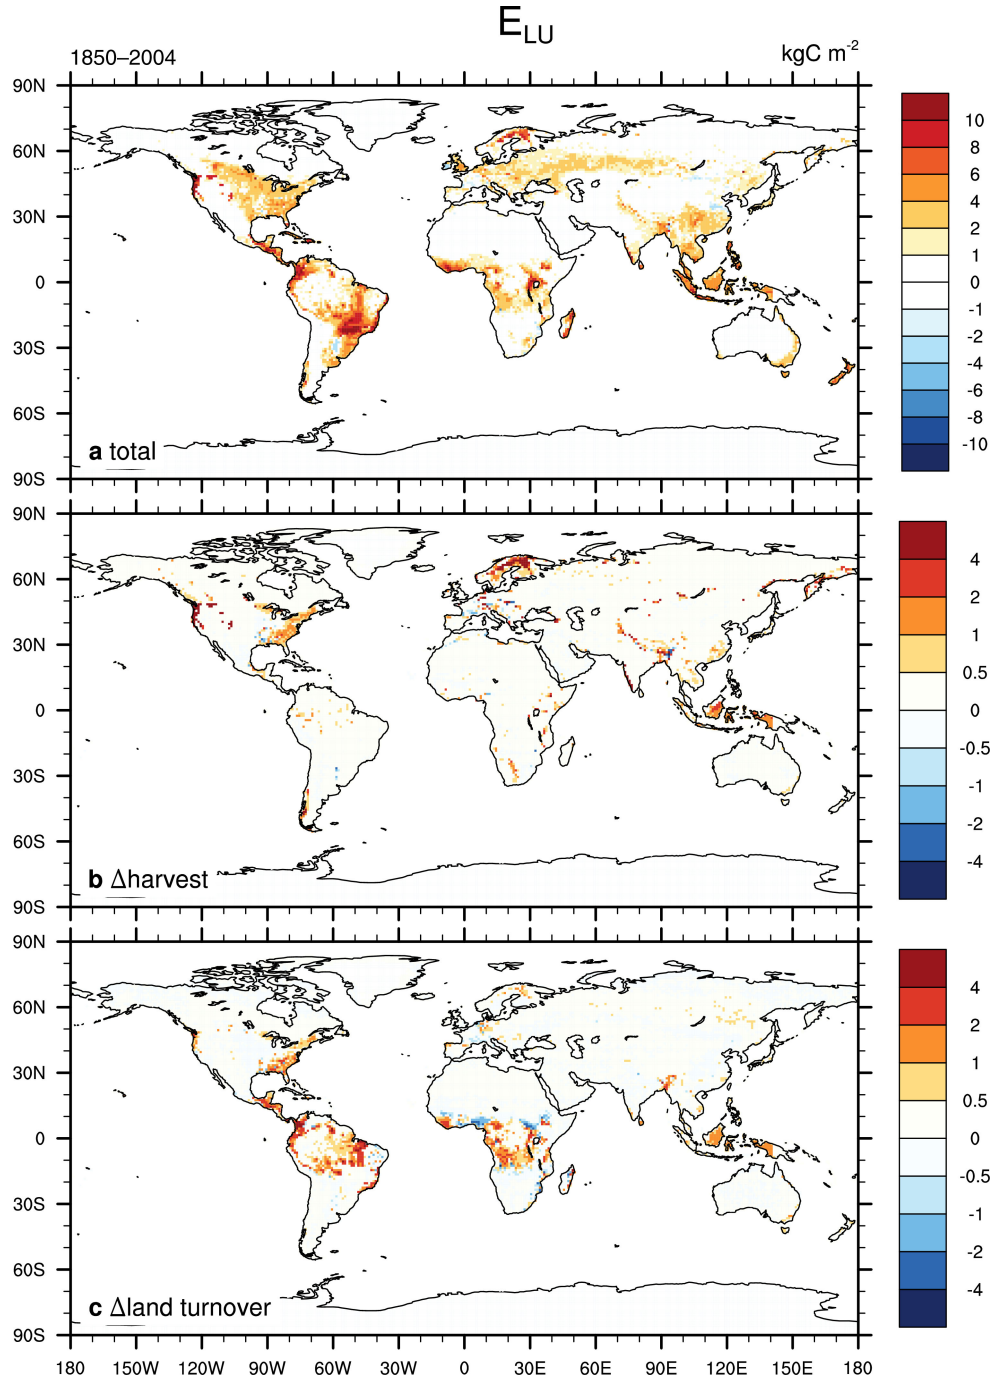 E_LU
1850–2004 kgC m⁻²
90N
60N
30N
0
30S
60S
90S
a total
10
8
6
4
2
1
0
-1
-2
-4
-6
-8
-10
90N
60N
30N
0
30S
60S
90S
b Δharvest
4
2
1
0.5
0
-0.5
-1
-2
-4
90N
60N
30N
0
30S
60S
90S
c Δland turnover
4
2
1
0.5
0
-0.5
-1
-2
-4
180 150W 120W 90W 60W 30W 0 30E 60E 90E 120E 150E 180